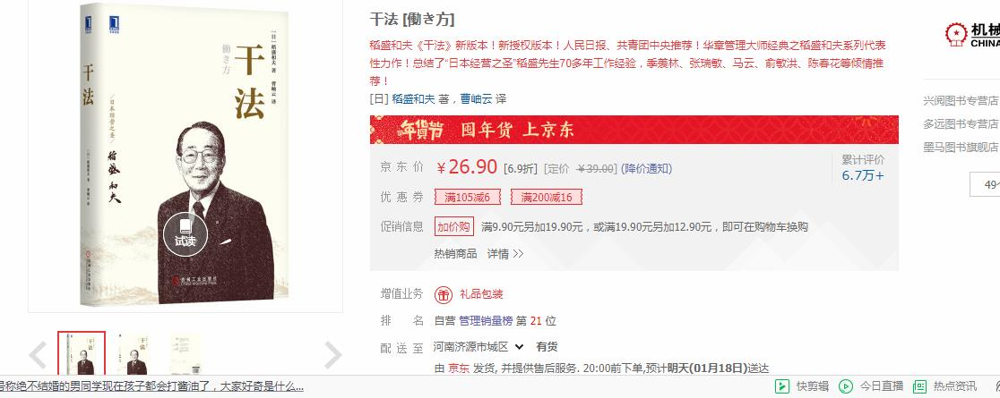 干法
働き方
[日] 稻盛和夫 著
曹岫云 译
干法
/日本经营之圣/
稻盛和夫
试读
机械工业出版社
China Machine Press
干法 [働き方]
稻盛和夫《干法》新版本！新授权版本！人民日报、共青团中央推荐！华章管理大师经典之稻盛和夫系列代表
性力作！总结了“日本经营之圣”稻盛先生70多年工作经验，季羡林、张瑞敏、马云、俞敏洪、陈春花等倾情推
荐！
[日] 稻盛和夫 著，曹岫云 译
年货节 囤年货 上京东
京 东 价 ￥26.90 [6.9折] [定价 ￥39.00] (降价通知)
累计评价
6.7万+
优 惠 券 满105减6 满200减16
促销信息 加价购 满9.90元另加19.90元，或满19.90元另加12.90元，即可在购物车换购
热销商品 详情 >>
增值业务 礼品包装
排 名 自营 管理销量榜 第 21 位
配 送 至 河南济源市城区 有货
由 京东 发货, 并提供售后服务. 20:00前下单,预计明天(01月18日)送达
机械
CHINA
兴阅图书专营店
多远图书专营店
墨马图书旗舰店
49个
号称绝不结婚的男同学现在孩子都会打酱油了，大家好奇是什么...
快剪辑 今日直播 热点资讯